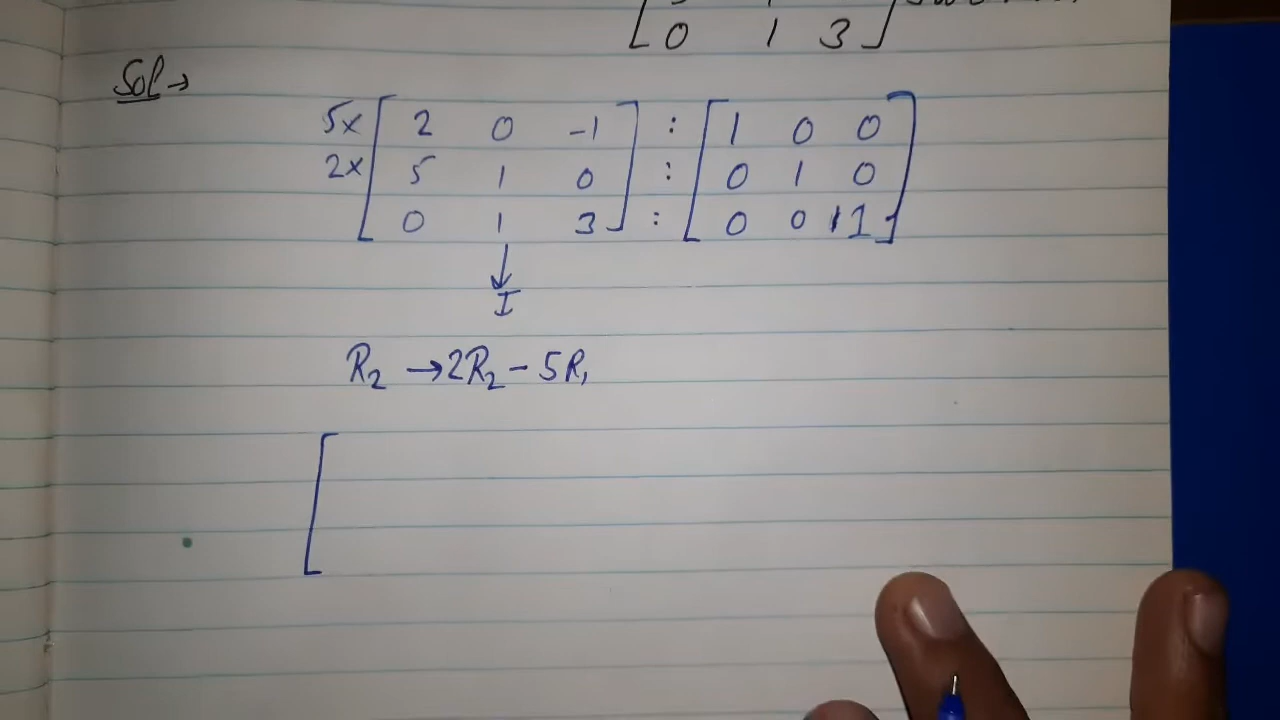 0 1 3
Sol →
5x 2 0 -1 : 1 0 0
2x 5 1 0 : 0 1 0
0 1 3 : 0 0 1
↓
I
R₂ → 2R₂ - 5R₁